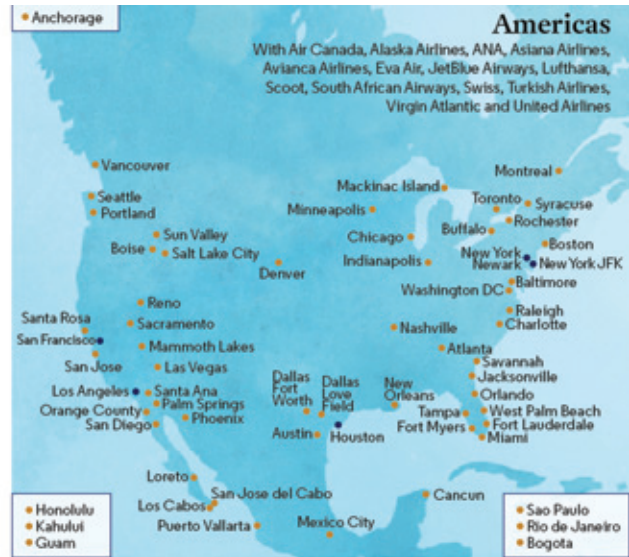 Anchorage
Americas
With Air Canada, Alaska Airlines, ANA, Asiana Airlines,
Avianca Airlines, Eva Air, JetBlue Airways, Lufthansa,
Scoot, South African Airways, Swiss, Turkish Airlines,
Virgin Atlantic and United Airlines
Vancouver
Montreal
Mackinac Island
Seattle
Toronto
Syracuse
Portland
Minneapolis
Rochester
Buffalo
Sun Valley
Chicago
Boston
Boise
Salt Lake City
New York
Newark
New York JFK
Denver
Indianapolis
Baltimore
Washington DC
Reno
Raleigh
Santa Rosa
Sacramento
Nashville
Charlotte
San Francisco
Mammoth Lakes
Atlanta
San Jose
Las Vegas
Savannah
Dallas
Fort
Worth
Dallas
Love
Field
New
Orleans
Jacksonville
Los Angeles
Santa Ana
Orlando
Palm Springs
Orange County
Tampa
West Palm Beach
Phoenix
San Diego
Austin
Houston
Fort Myers
Fort Lauderdale
Miami
Loreto
San Jose del Cabo
Cancun
Los Cabos
Puerto Vallarta
Mexico City
Honolulu
Kahului
Guam
Sao Paulo
Rio de Janeiro
Bogota